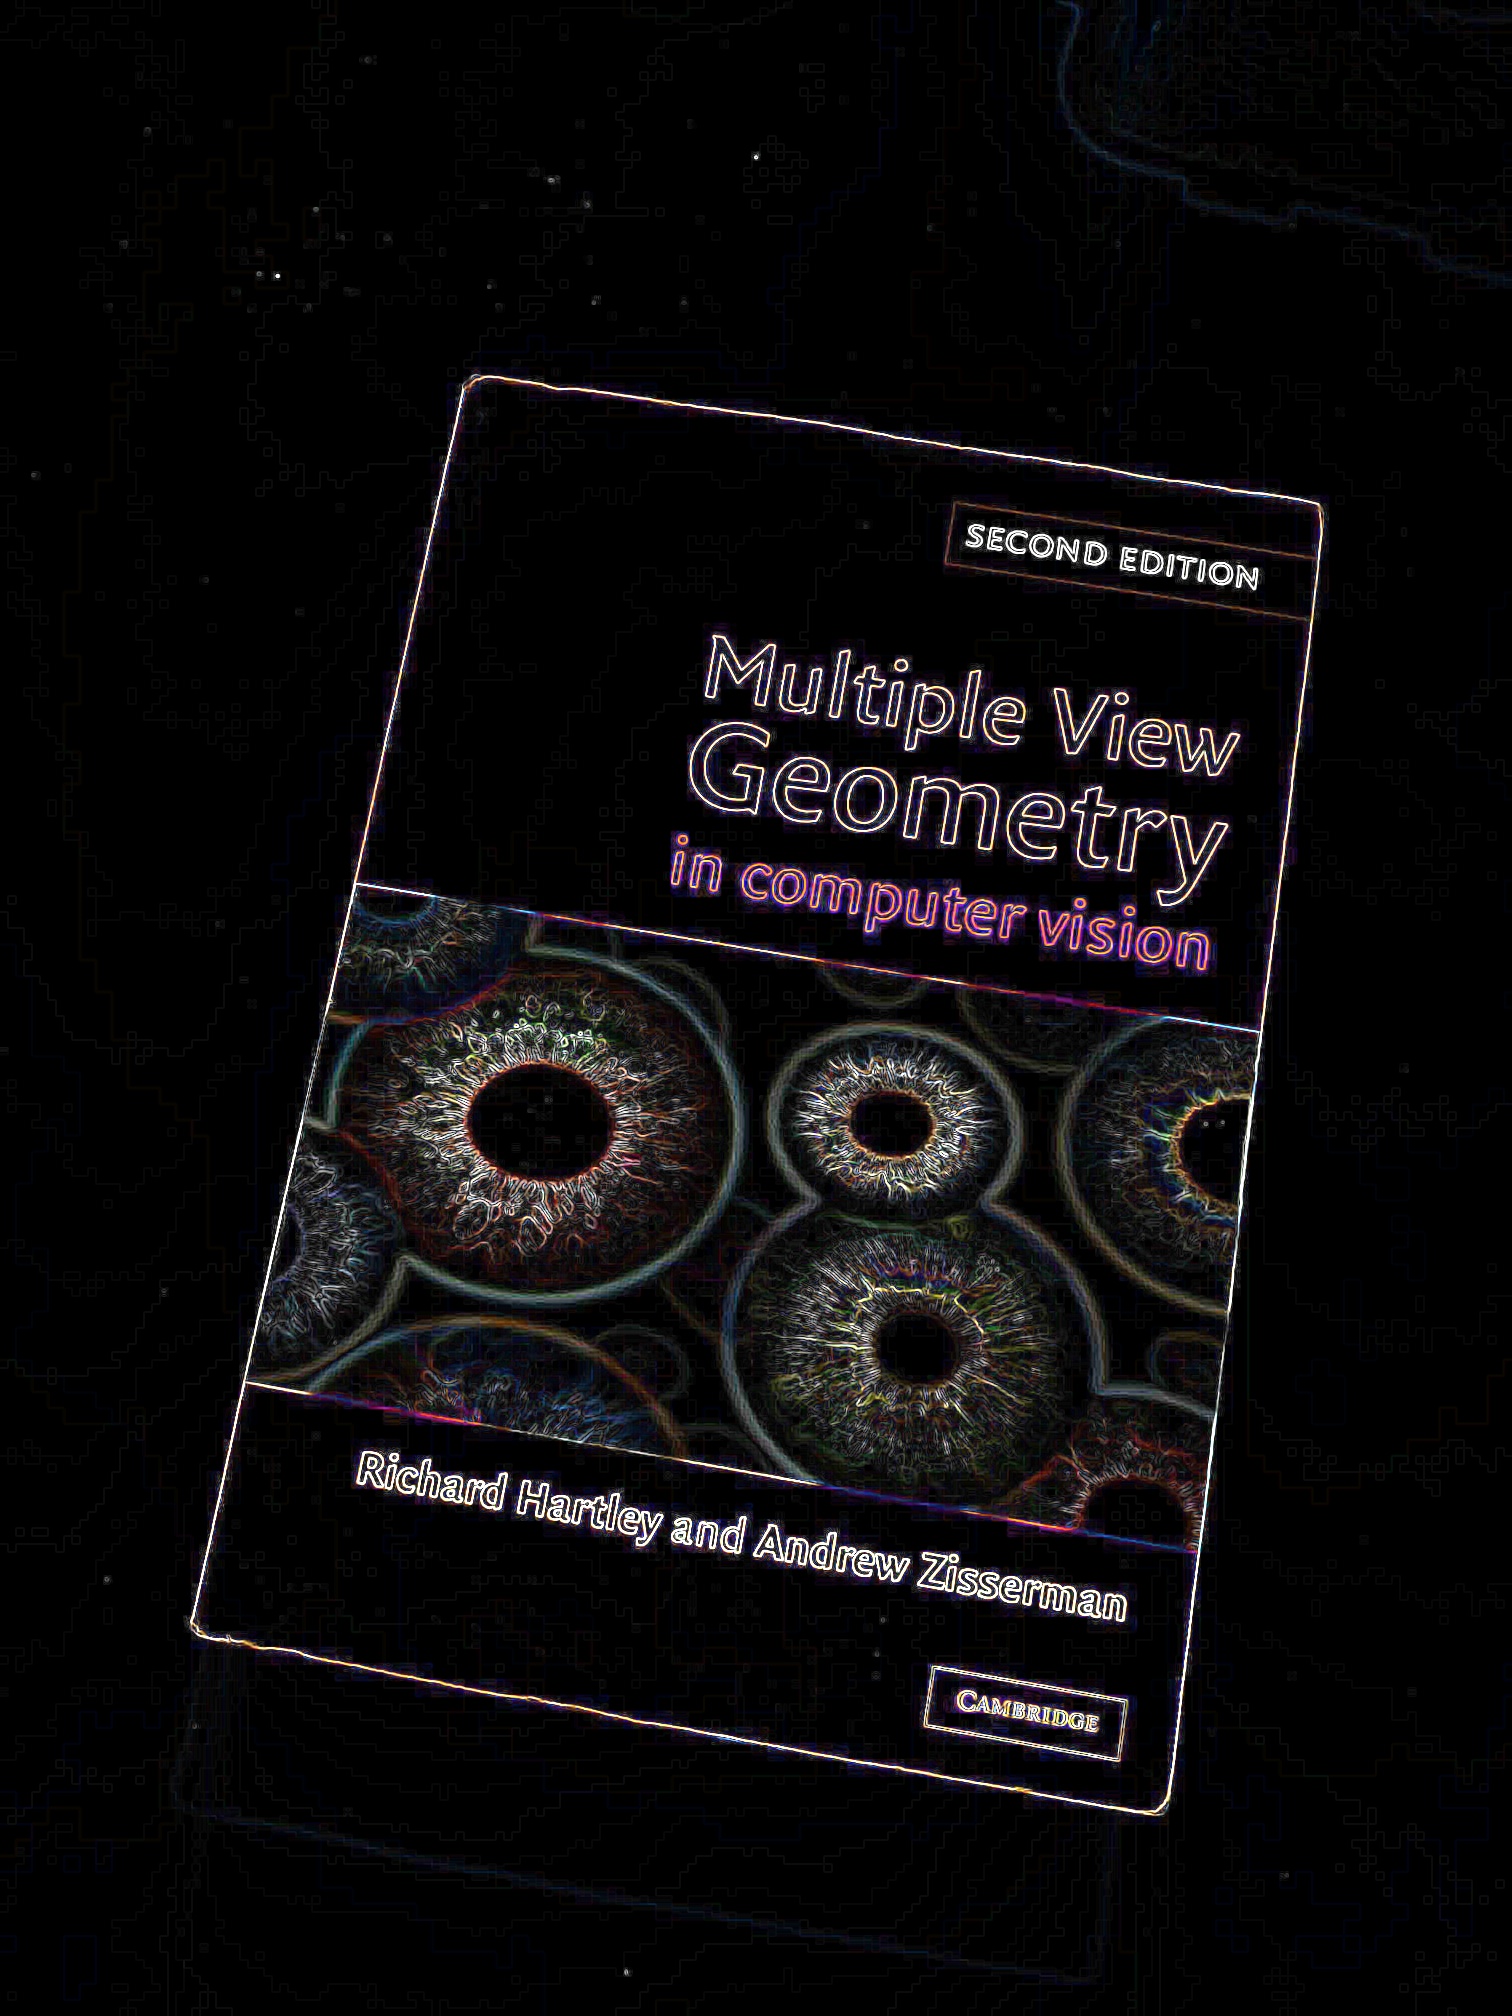 SECOND EDITION
Multiple View
Geometry
in computer vision
Richard Hartley and Andrew Zisserman
CAMBRIDGE